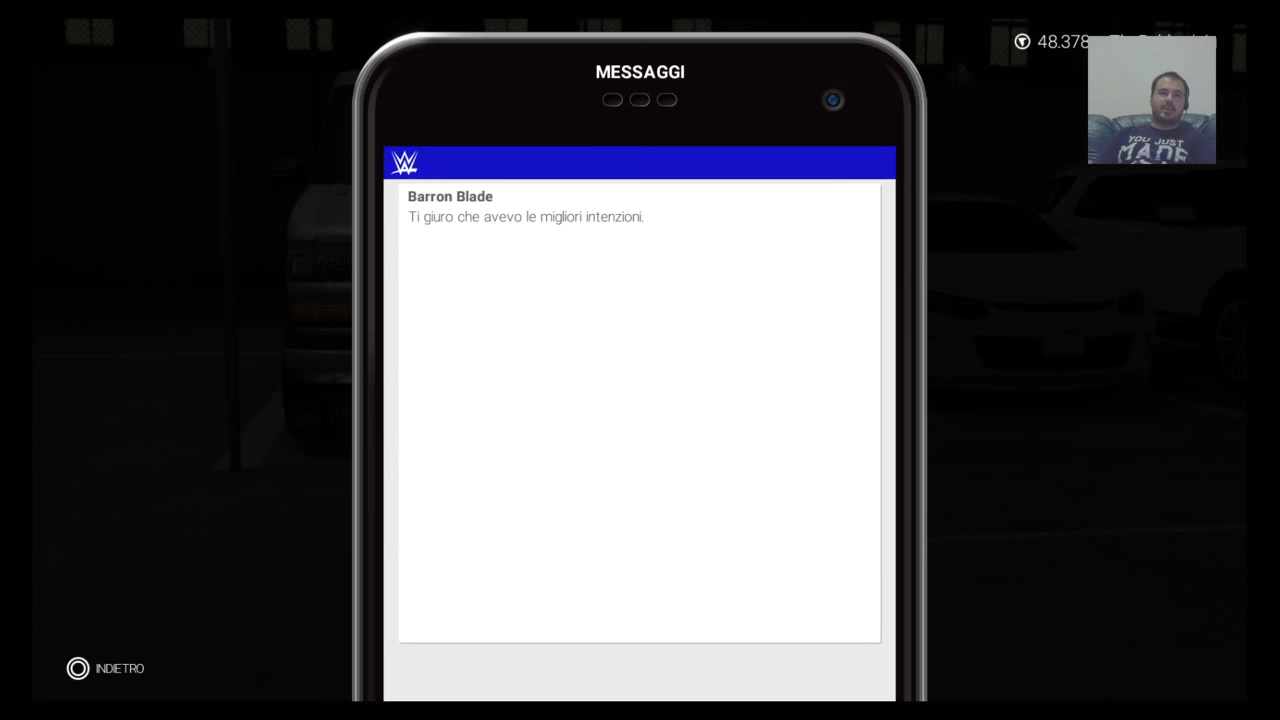 MESSAGGI
48.378
Barron Blade
Ti giuro che avevo le migliori intenzioni.
YOU JUST
MADE
INDIETRO